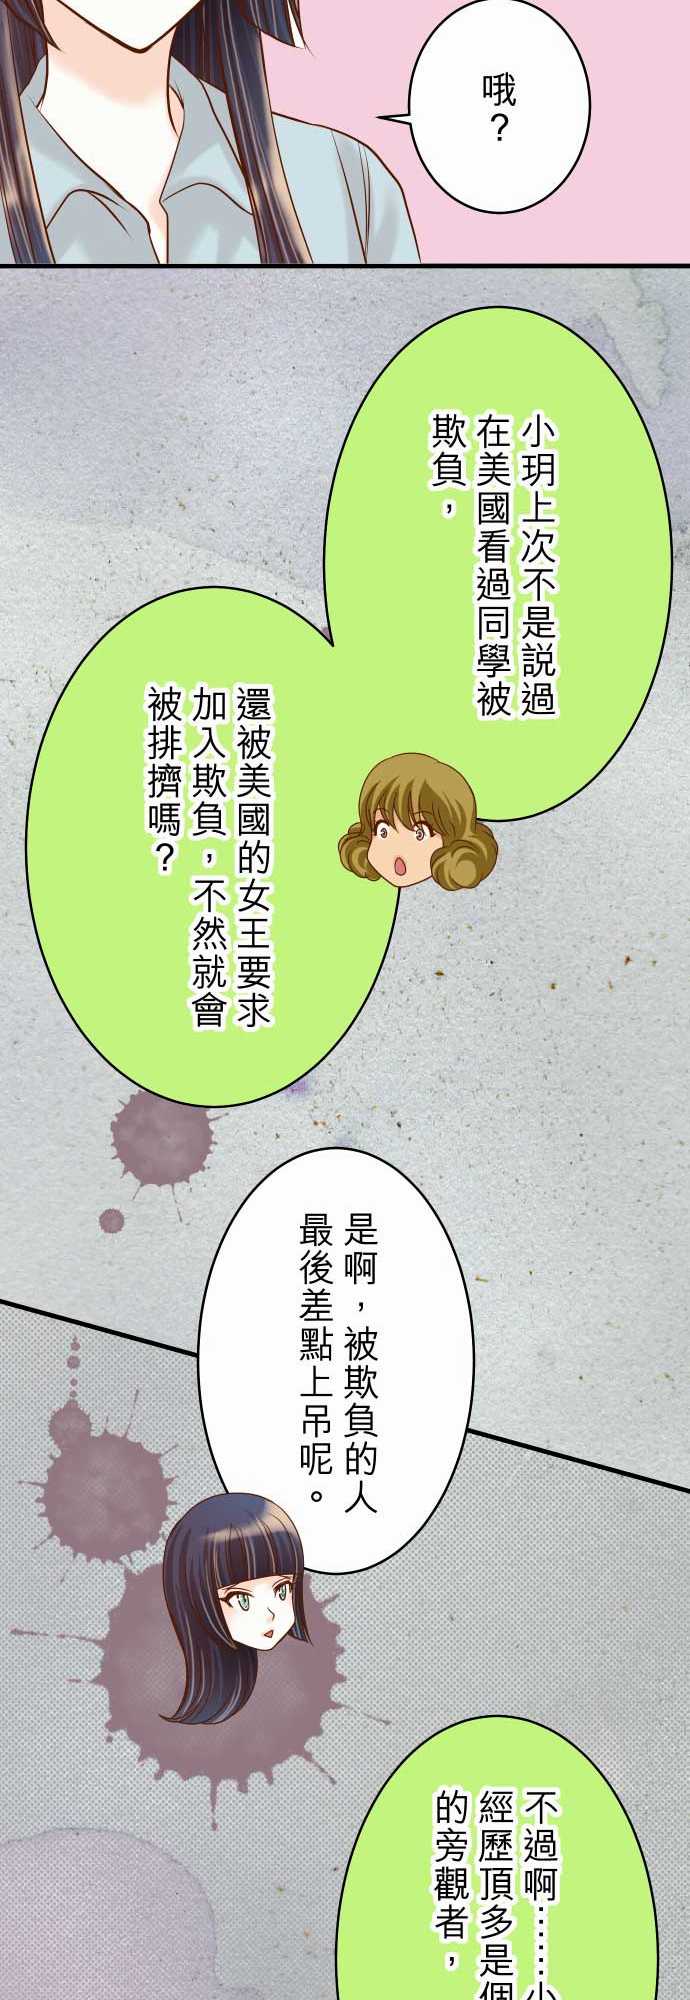 哦？
小玥上次不是說過
在美國看過同學被
欺負，
還被美國的女王要求
加入欺負，不然就會
被排擠嗎？
是啊，被欺負的人
最後差點上吊呢。
不過啊……小
經歷頂多是個
的旁觀者，